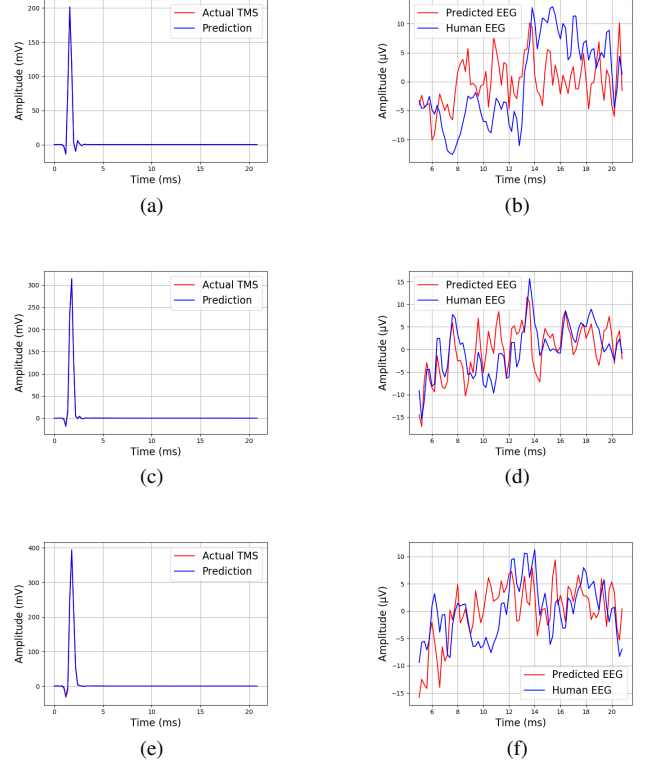 Actual TMS
Prediction
Amplitude (mV)
200
150
100
50
0
0 5 10 15 20
Time (ms)
(a)
Predicted EEG
Human EEG
Amplitude (μV)
10
5
0
−5
−10
6 8 10 12 14 16 18 20
Time (ms)
(b)
Actual TMS
Prediction
Amplitude (mV)
300
250
200
150
100
50
0
0 5 10 15 20
Time (ms)
(c)
Predicted EEG
Human EEG
Amplitude (μV)
15
10
5
0
−5
−10
−15
6 8 10 12 14 16 18 20
Time (ms)
(d)
Actual TMS
Prediction
Amplitude (mV)
400
300
200
100
0
0 5 10 15 20
Time (ms)
(e)
Amplitude (μV)
10
5
0
−5
−10
−15
Predicted EEG
Human EEG
6 8 10 12 14 16 18 20
Time (ms)
(f)